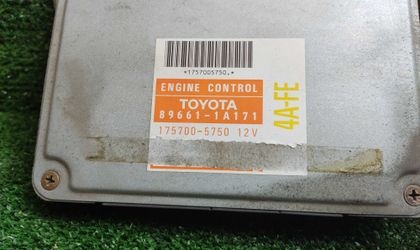 *1757005750.*
ENGINE CONTROL
TOYOTA
89661-1A171
175700-5750 12V
4A-FE